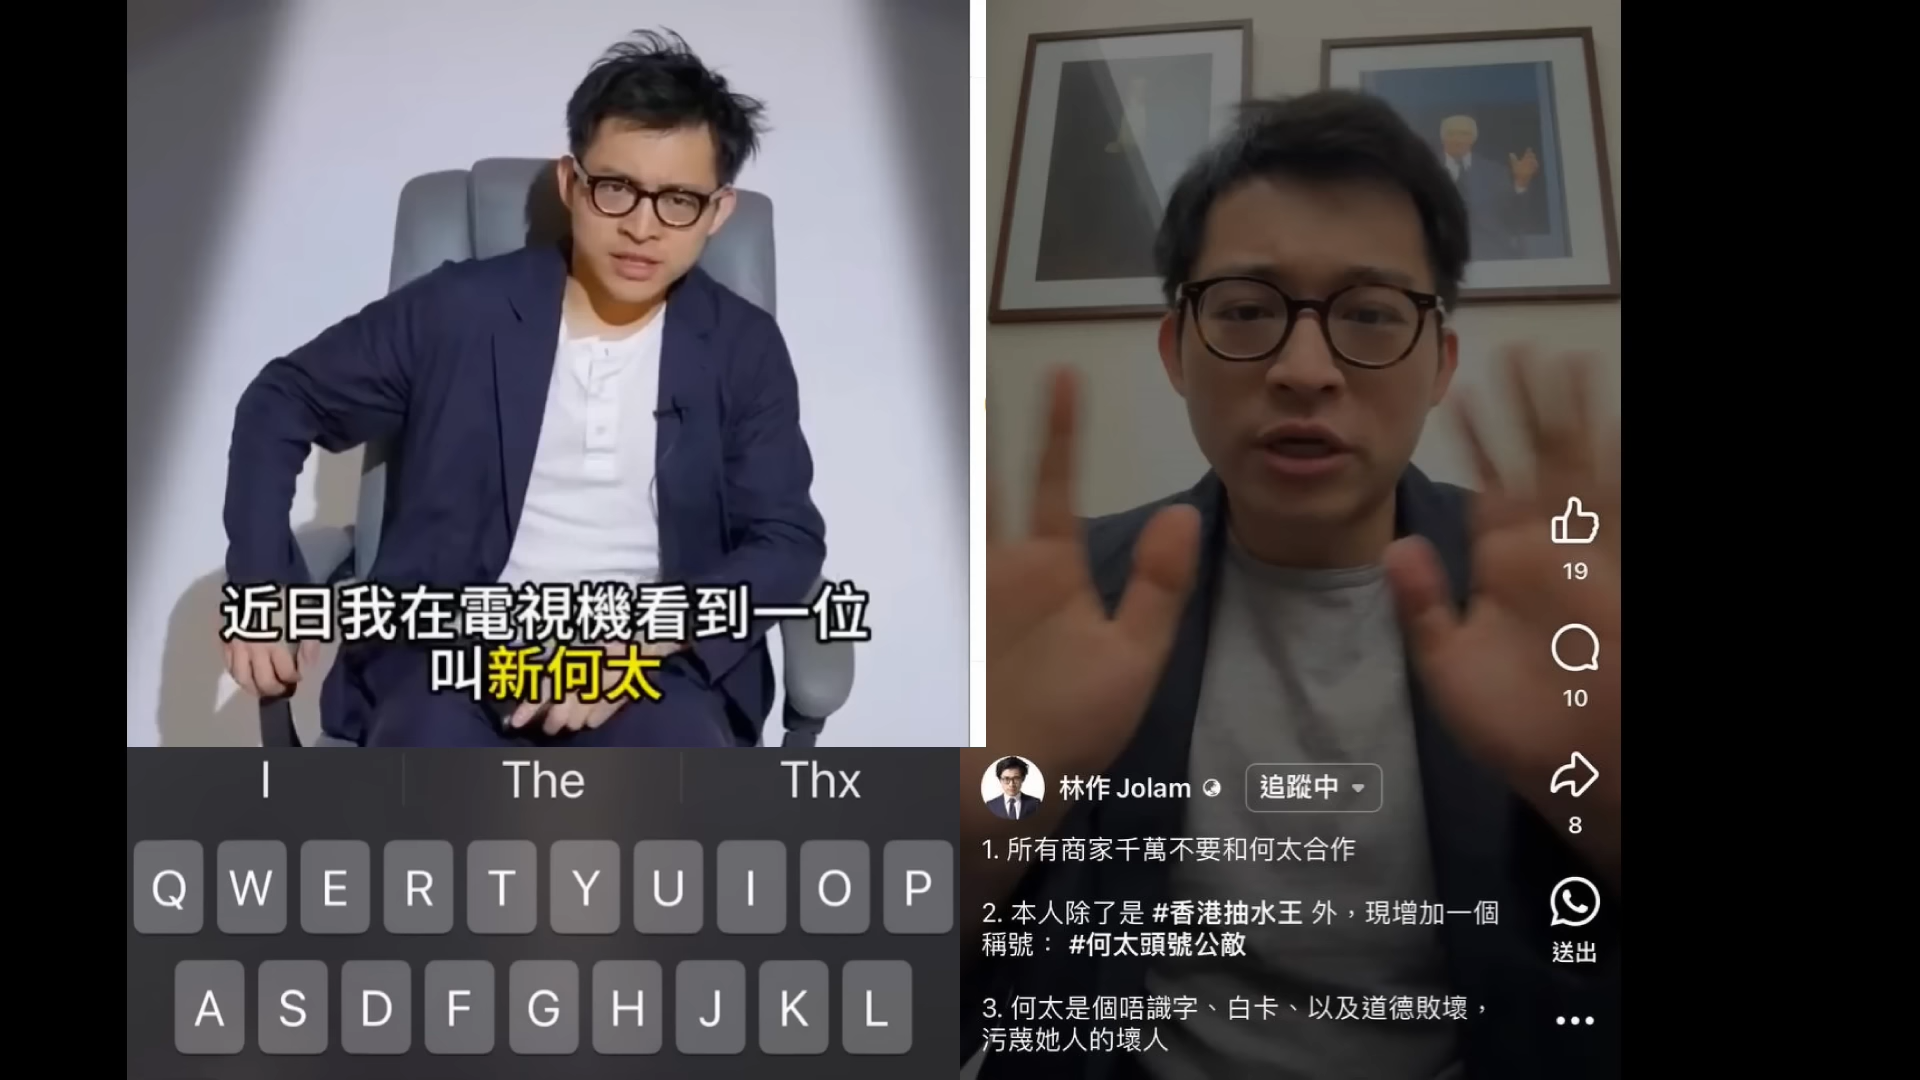 近日我在電視機看到一位
叫新何太
I The Thx
Q W E R T Y U I O P
A S D F G H J K L
19
10
8
送出
林作 Jolam 追蹤中
1. 所有商家千萬不要和何太合作
2. 本人除了是 #香港抽水王 外，現增加一個
稱號： #何太頭號公敵
3. 何太是個唔識字、白卡、以及道德敗壞，
污蔑她人的壞人